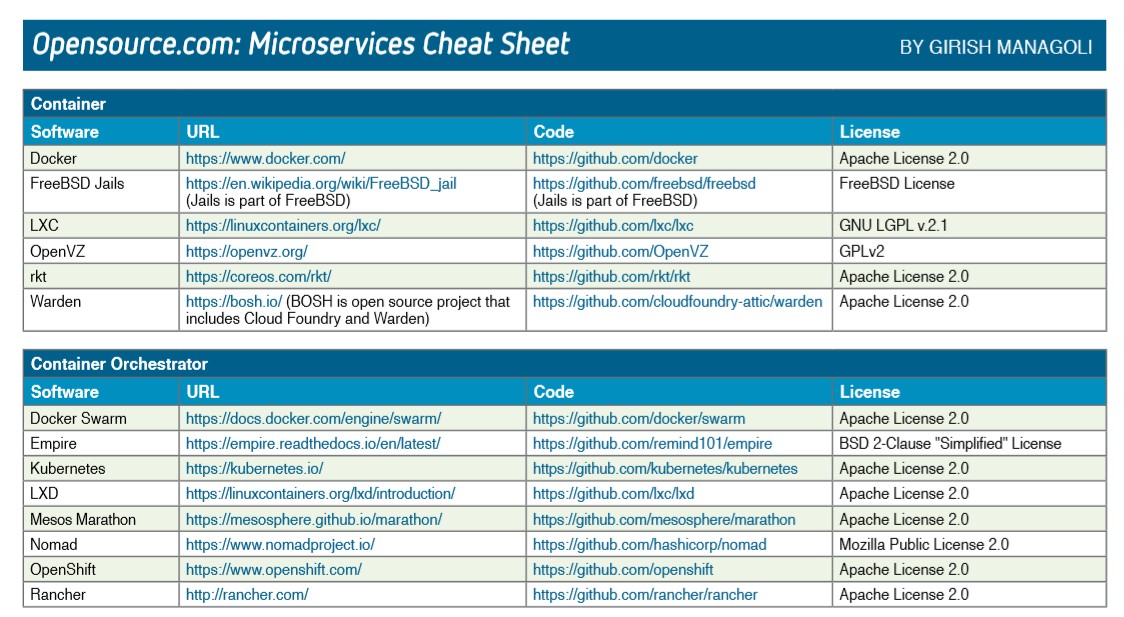 Opensource.com: Microservices Cheat Sheet BY GIRISH MANAGOLI
Container
Software URL Code License
Docker https://www.docker.com/ https://github.com/docker Apache License 2.0
FreeBSD Jails https://en.wikipedia.org/wiki/FreeBSD_jail https://github.com/freebsd/freebsd FreeBSD License
(Jails is part of FreeBSD) (Jails is part of FreeBSD)
LXC https://linuxcontainers.org/lxc/ https://github.com/lxc/lxc GNU LGPL v.2.1
OpenVZ https://openvz.org/ https://github.com/OpenVZ GPLv2
rkt https://coreos.com/rkt/ https://github.com/rkt/rkt Apache License 2.0
Warden https://bosh.io/ (BOSH is open source project that https://github.com/cloudfoundry-attic/warden Apache License 2.0
includes Cloud Foundry and Warden)
Container Orchestrator
Software URL Code License
Docker Swarm https://docs.docker.com/engine/swarm/ https://github.com/docker/swarm Apache License 2.0
Empire https://empire.readthedocs.io/en/latest/ https://github.com/remind101/empire BSD 2-Clause "Simplified" License
Kubernetes https://kubernetes.io/ https://github.com/kubernetes/kubernetes Apache License 2.0
LXD https://linuxcontainers.org/lxd/introduction/ https://github.com/lxc/lxd Apache License 2.0
Mesos Marathon https://mesosphere.github.io/marathon/ https://github.com/mesosphere/marathon Apache License 2.0
Nomad https://www.nomadproject.io/ https://github.com/hashicorp/nomad Mozilla Public License 2.0
OpenShift https://www.openshift.com/ https://github.com/openshift Apache License 2.0
Rancher http://rancher.com/ https://github.com/rancher/rancher Apache License 2.0